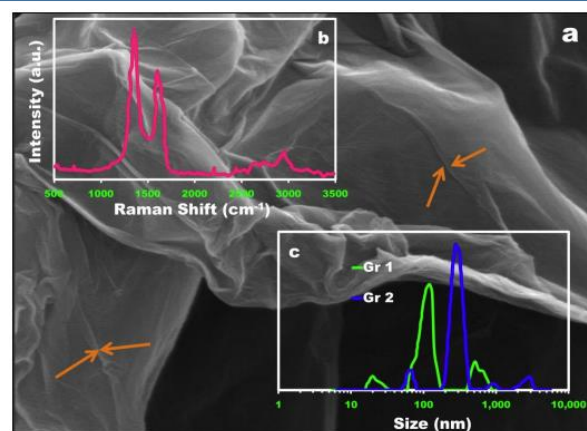 a
b
Intensity (a.u.)
500 1000 1500 2000 2500 3000 3500
Raman Shift (cm⁻¹)
c
Gr 1
Gr 2
1 10 100 1,000 10,000
Size (nm)